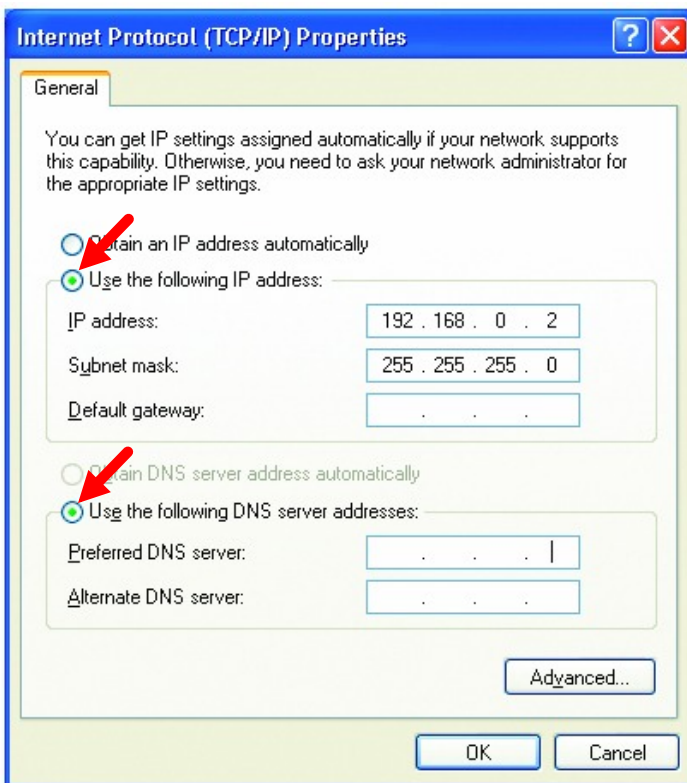 Internet Protocol (TCP/IP) Properties
General
You can get IP settings assigned automatically if your network supports
this capability. Otherwise, you need to ask your network administrator for
the appropriate IP settings.
Obtain an IP address automatically
Use the following IP address:
IP address: 192 . 168 . 0 . 2
Subnet mask: 255 . 255 . 255 . 0
Default gateway: . . .
Obtain DNS server address automatically
Use the following DNS server addresses:
Preferred DNS server: . . .
Alternate DNS server: . . .
Advanced...
OK Cancel